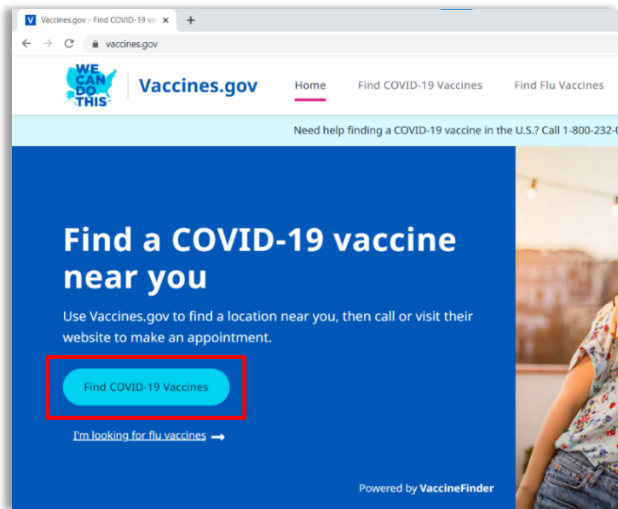 Vaccines.gov - Find COVID-19 va
vaccines.gov
WE
CAN
DO
THIS
Vaccines.gov
Home
Find COVID-19 Vaccines
Find Flu Vaccines
Need help finding a COVID-19 vaccine in the U.S.? Call 1-800-232-
Find a COVID-19 vaccine
near you
Use Vaccines.gov to find a location near you, then call or visit their
website to make an appointment.
Find COVID-19 Vaccines
I'm looking for flu vaccines →
Powered by VaccineFinder